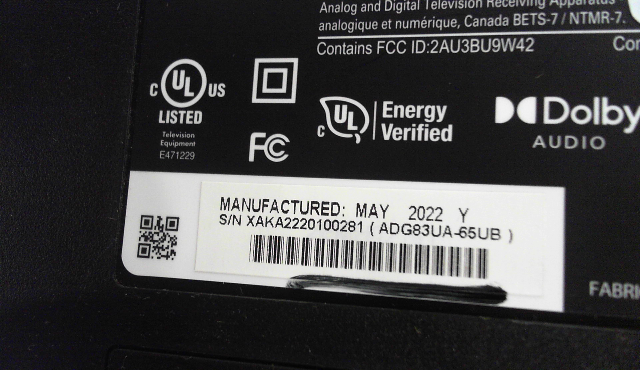 Analog and Digital Television Receiving Apparatus
analogique et numérique, Canada BETS-7 / NTMR-7.
Contains FCC ID:2AU3BU9W42
C UL US
LISTED
Television
Equipment
E471229
FC
C UL Energy
Verified
Dolby
AUDIO
MANUFACTURED: MAY 2022 Y
S/N XAKA2220100281 ( ADG83UA-65UB )